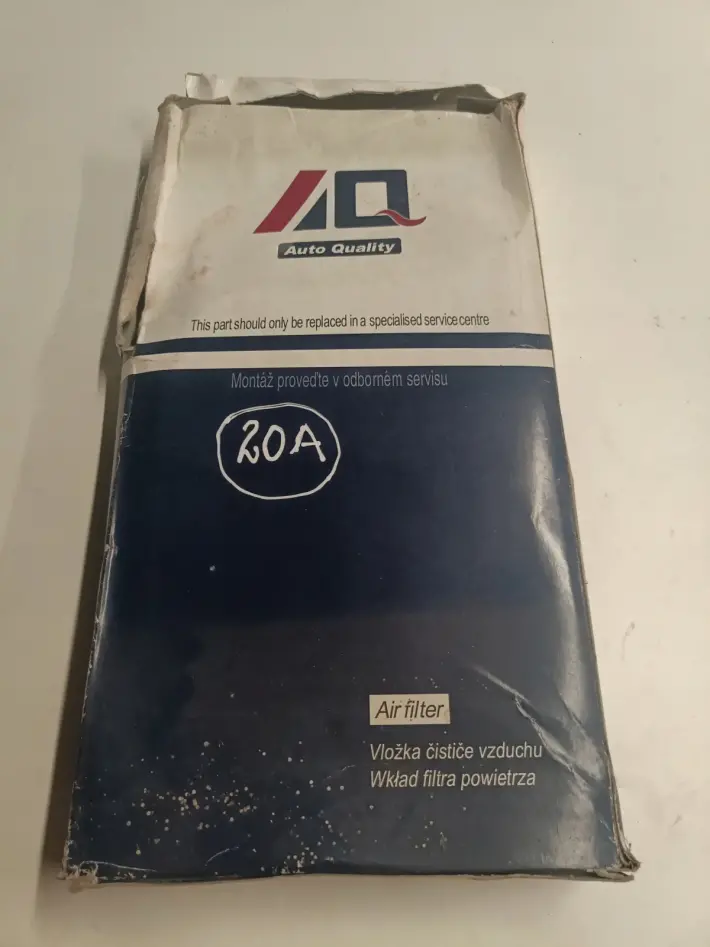 AQ
Auto Quality
This part should only be replaced in a specialised service centre
Montáž proveďte v odborném servisu
20A
Air filter
Vložka čističe vzduchu
Wkład filtra powietrza